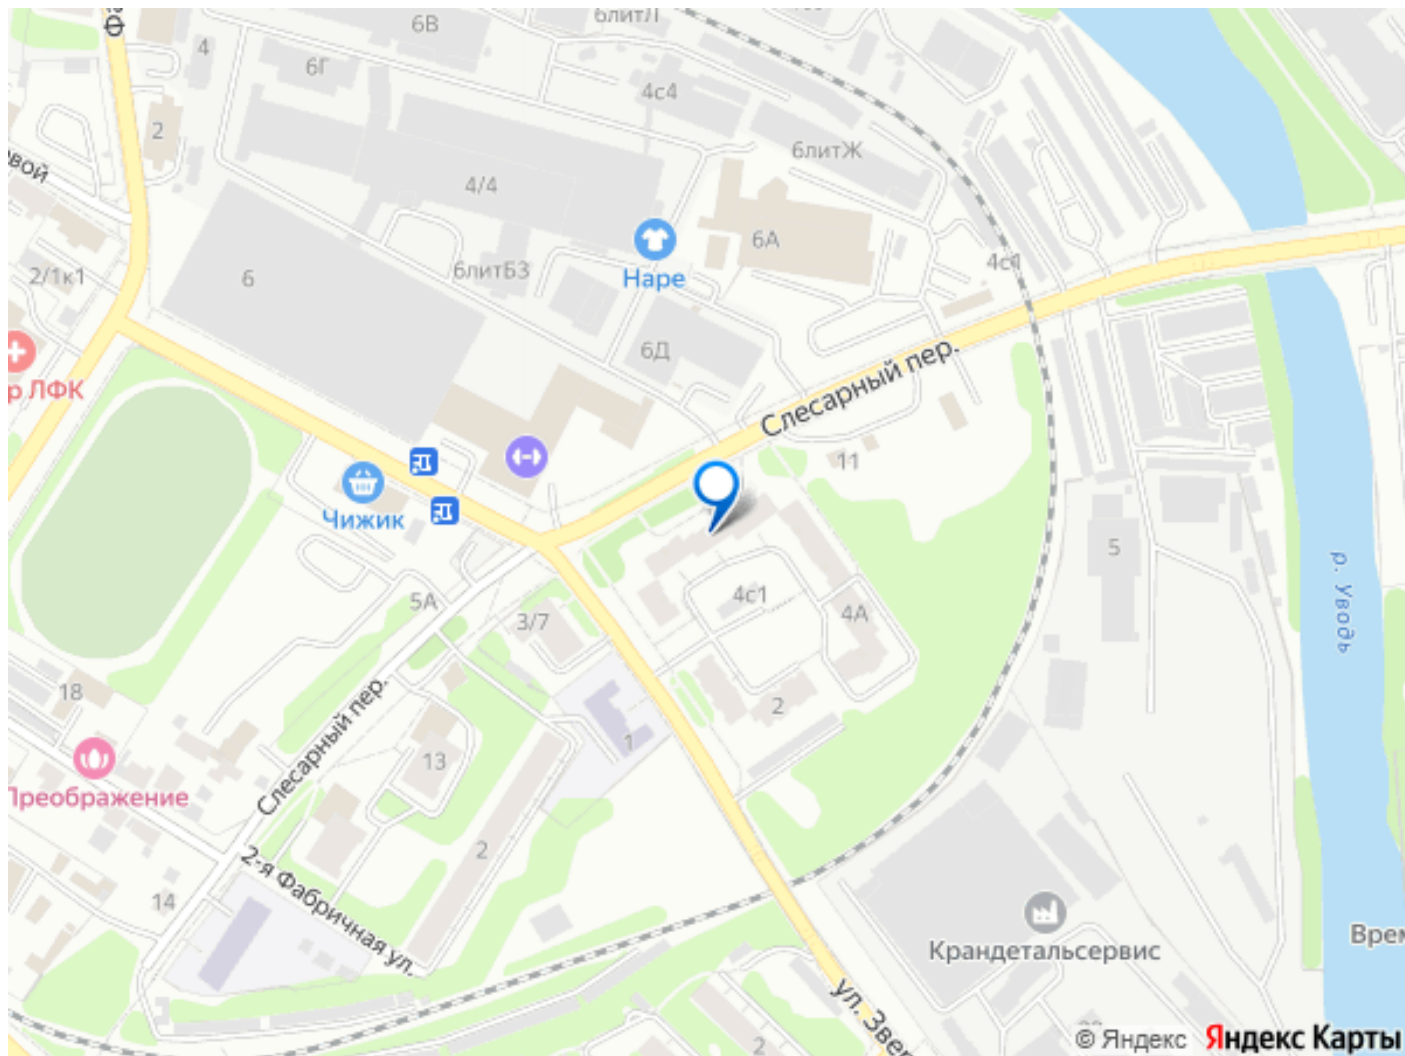 6В
6литЛ
4
6Г
4с4
2
6литЖ
4/4
6А
Наре
4с1
2/1к1
6
6литБ3
6Д
Слесарный пер.
р ЛФК
11
Чижик
5
р. Уводь
5А
3/7
4с1
4А
18
2
1
13
Слесарный пер.
Преображение
2
2-я Фабричная ул.
14
Крандетальсервис
ул. Звер
2
© Яндекс Яндекс Карты